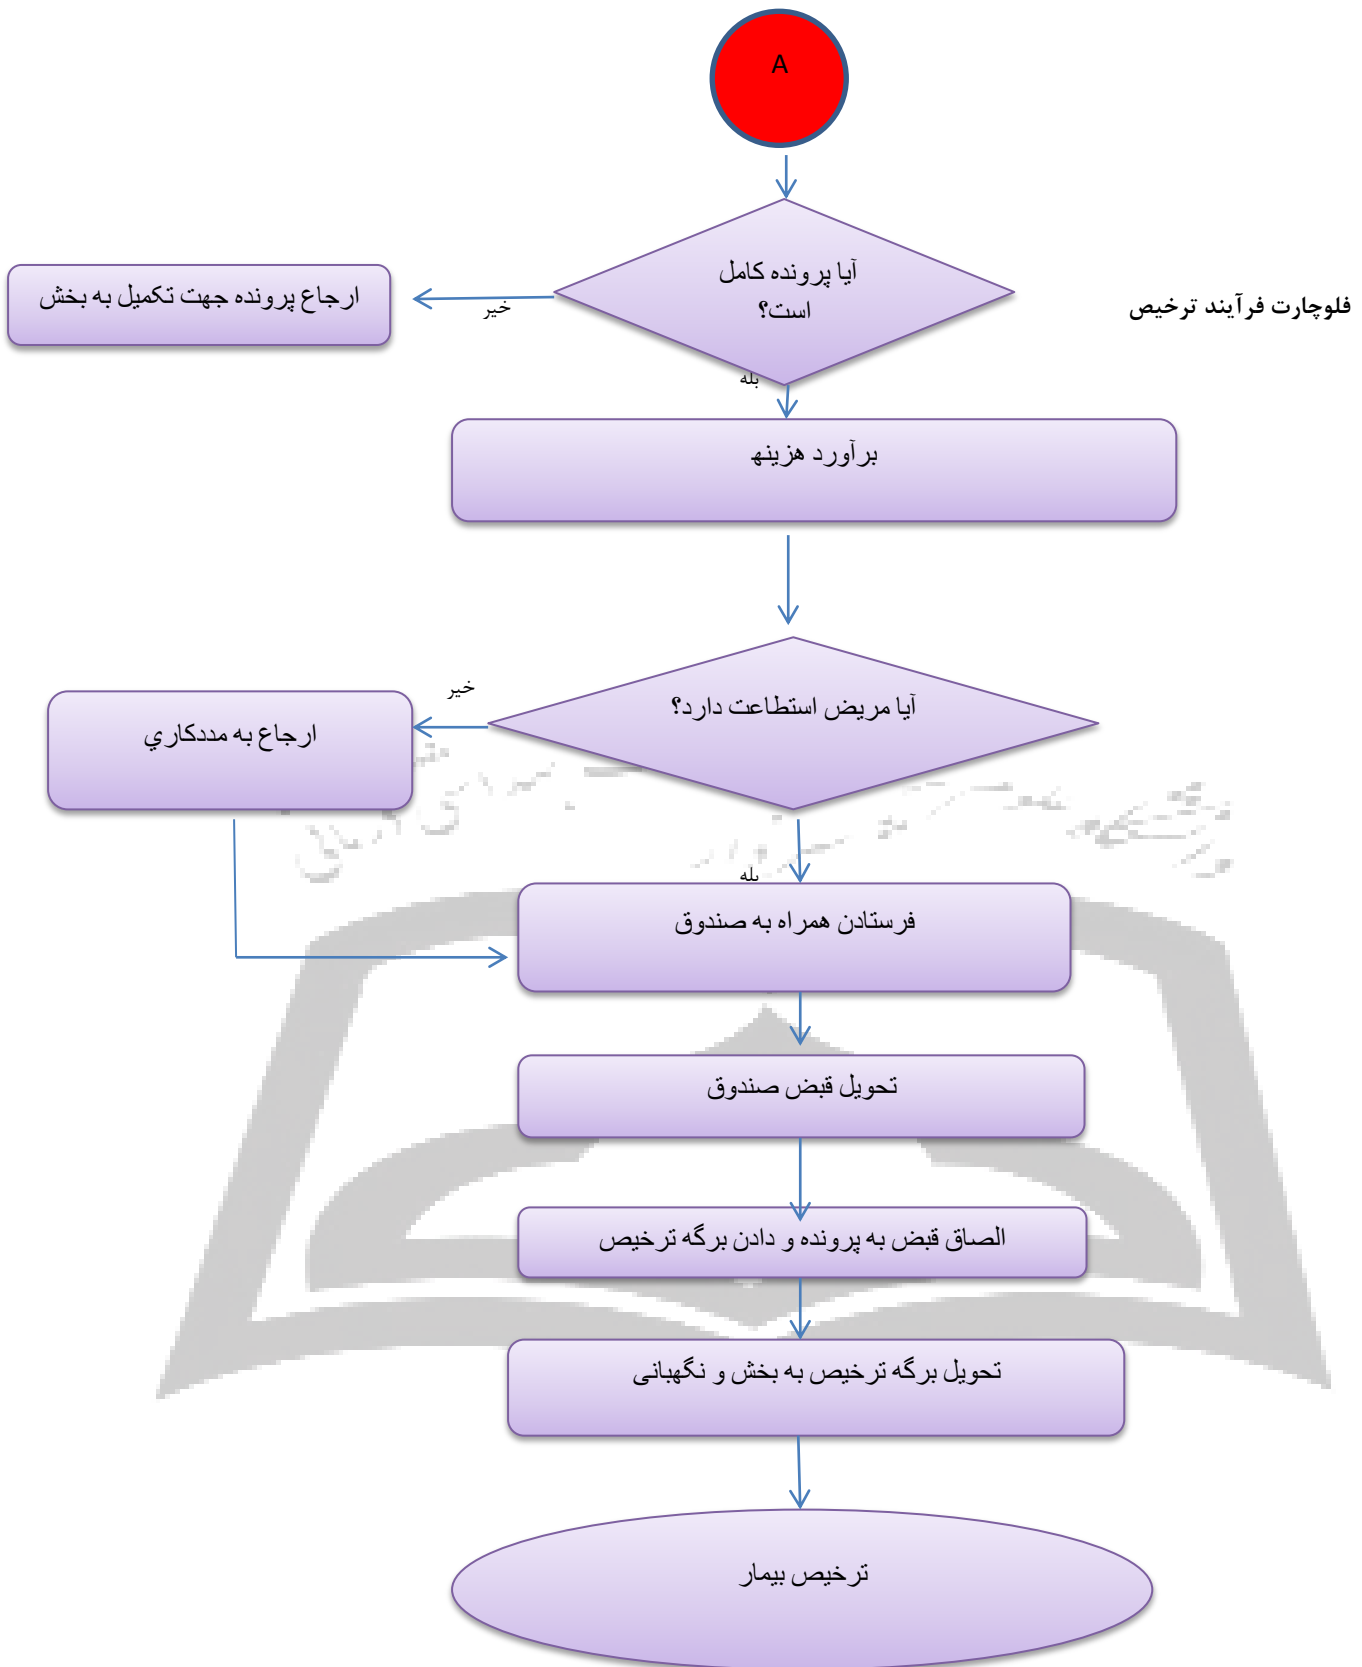 A
آیا پرونده کامل
است؟
ارجاع پرونده جهت تکمیل به بخش
خیر
فلوچارت فرآیند ترخیص
بله
برآورد هزینه
خیر
آیا مریض استطاعت دارد؟
ارجاع به مددکاري
بله
فرستادن همراه به صندوق
تحویل قبض صندوق
الصاق قبض به پرونده و دادن برگه ترخیص
تحویل برگه ترخیص به بخش و نگهبانی
ترخیص بیمار